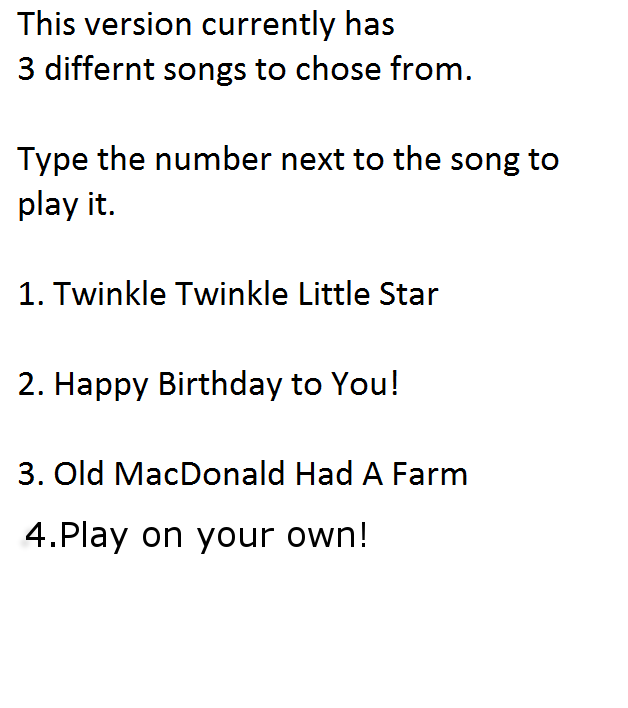 This version currently has
3 differnt songs to chose from.
Type the number next to the song to
play it.
1. Twinkle Twinkle Little Star
2. Happy Birthday to You!
3. Old MacDonald Had A Farm
4.Play on your own!